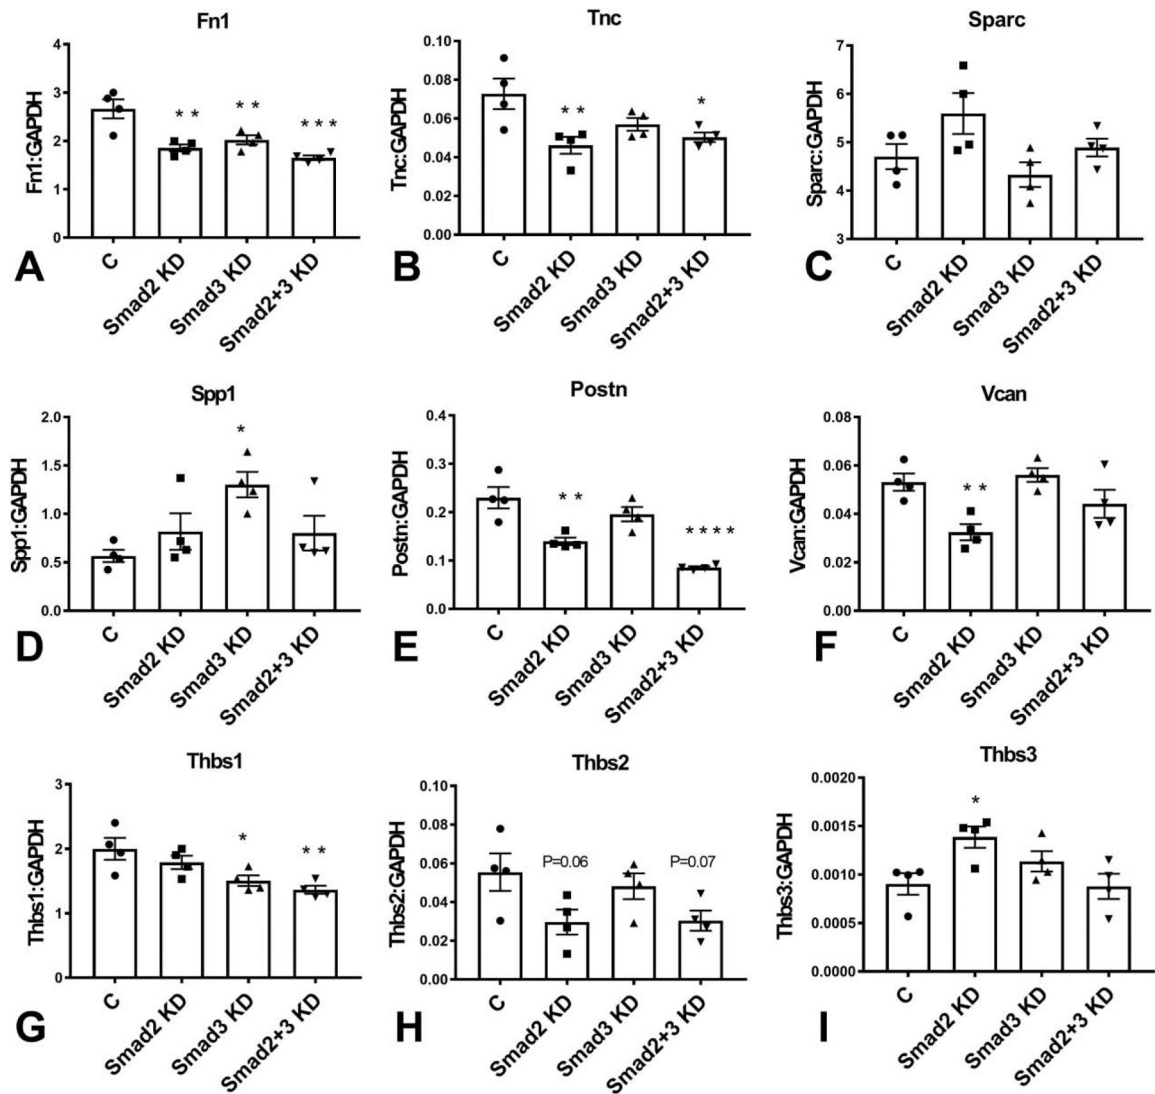 Fn1
Fn1:GAPDH
4
3
2
1
0
* *
* *
* * *
C
Smad2 KD
Smad3 KD
Smad2+3 KD
A
Tnc
Tnc:GAPDH
0.10
0.08
0.06
0.04
0.02
0.00
* *
*
C
Smad2 KD
Smad3 KD
Smad2+3 KD
B
Sparc
Sparc:GAPDH
7
6
5
4
3
C
Smad2 KD
Smad3 KD
Smad2+3 KD
C
Spp1
Spp1:GAPDH
2.0
1.5
1.0
0.5
0.0
*
C
Smad2 KD
Smad3 KD
Smad2+3 KD
D
Postn
Postn:GAPDH
0.4
0.3
0.2
0.1
0.0
* *
* * * *
C
Smad2 KD
Smad3 KD
Smad2+3 KD
E
Vcan
Vcan:GAPDH
0.08
0.06
0.04
0.02
0.00
* *
C
Smad2 KD
Smad3 KD
Smad2+3 KD
F
Thbs1
Thbs1:GAPDH
3
2
1
0
*
* *
C
Smad2 KD
Smad3 KD
Smad2+3 KD
G
Thbs2
Thbs2:GAPDH
0.10
0.08
0.06
0.04
0.02
0.00
P=0.06
P=0.07
C
Smad2 KD
Smad3 KD
Smad2+3 KD
H
Thbs3
Thbs3:GAPDH
0.0020
0.0015
0.0010
0.0005
0.0000
*
C
Smad2 KD
Smad3 KD
Smad2+3 KD
I